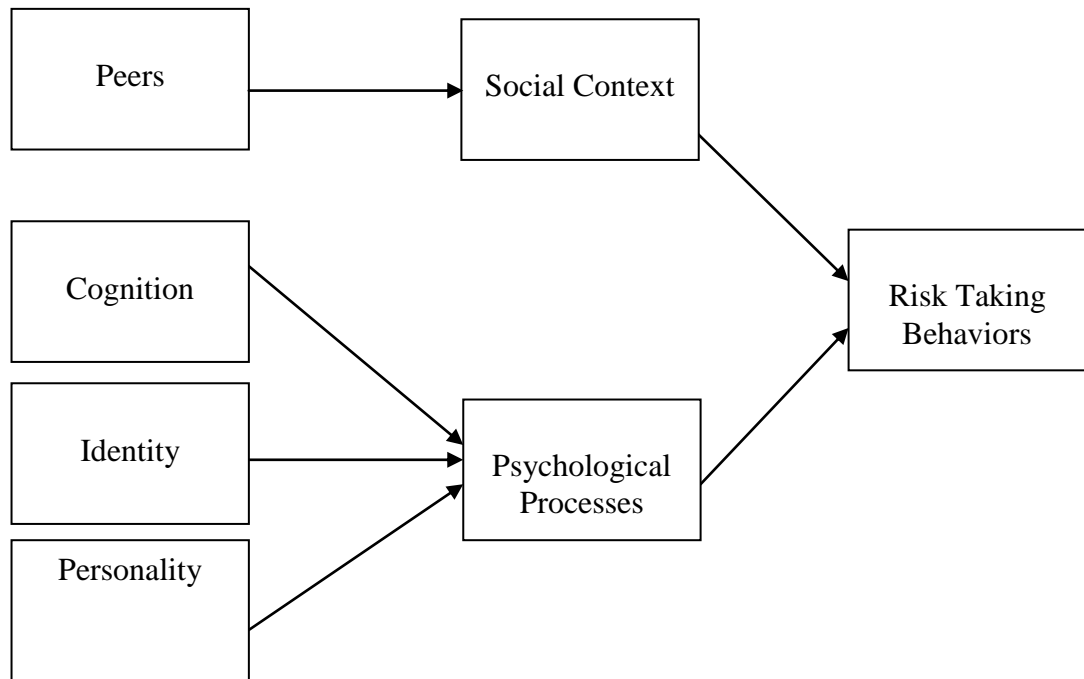 Peers
Social Context
Cognition
Risk Taking
Behaviors
Identity
Psychological
Processes
Personality